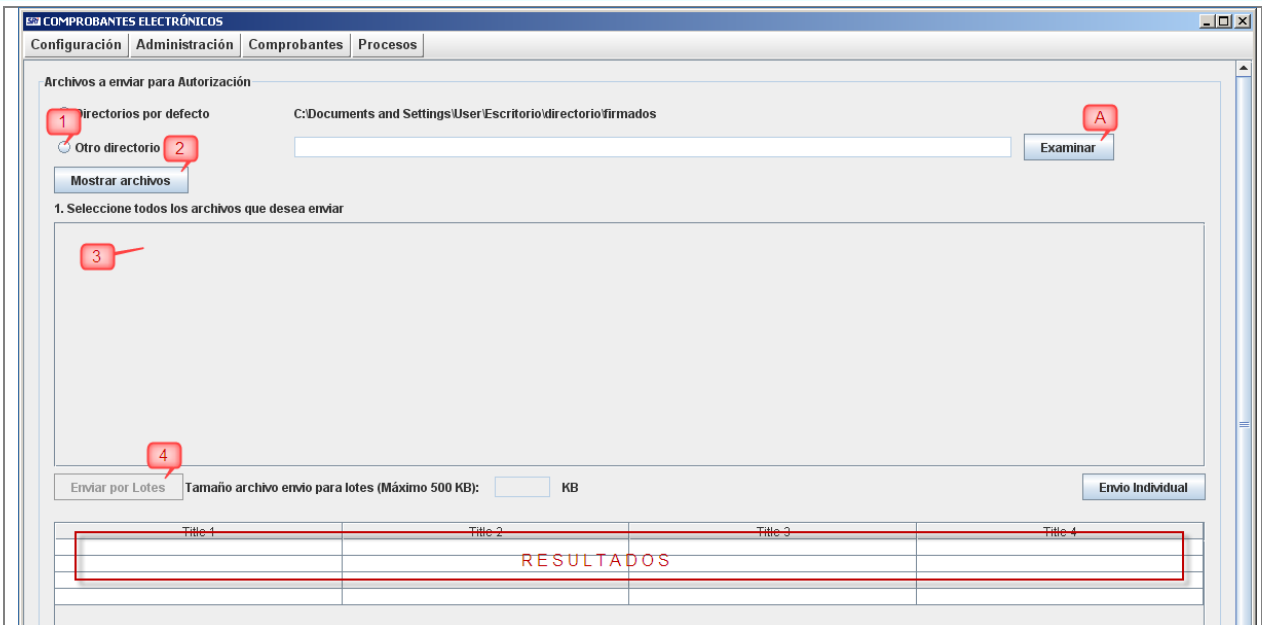 COMPROBANTES ELECTRÓNICOS
Configuración Administración Comprobantes Procesos
Archivos a enviar para Autorización
Directorios por defecto C:\Documents and Settings\User\Escritorio\directorio\firmados
1 A
Otro directorio 2 Examinar
Mostrar archivos
1. Seleccione todos los archivos que desea enviar
3
4
Enviar por Lotes Tamaño archivo envio para lotes (Máximo 500 KB): KB Envio Individual
Title 1 Title 2 Title 3 Title 4
RESULTADOS